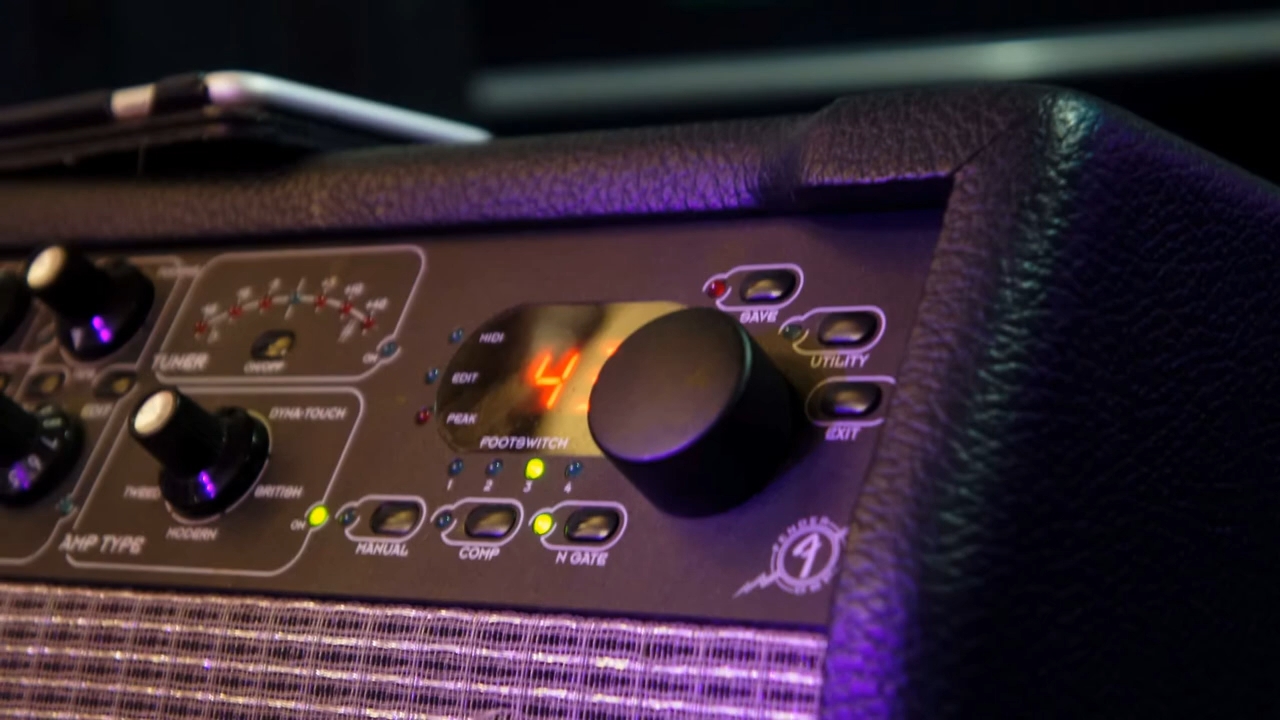 TUNER
ON/OFF
ON
MIDI
EDIT
PEAK
4
FOOTSWITCH
1 2 3 4
SAVE
UTILITY
EXIT
DYNA-TOUCH
TWEED
BRITISH
MODERN
ON
AMP TYPE
MANUAL
COMP
N GATE